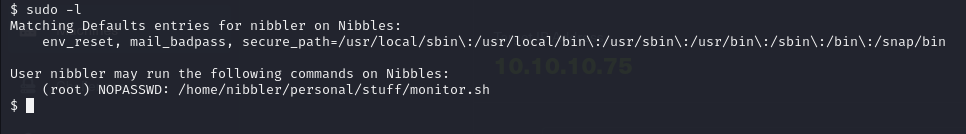 $ sudo -l
Matching Defaults entries for nibbler on Nibbles:
    env_reset, mail_badpass, secure_path=/usr/local/sbin\:/usr/local/bin\:/usr/sbin\:/usr/bin\:/sbin\:/bin\:/snap/bin

10.10.10.75
User nibbler may run the following commands on Nibbles:
    (root) NOPASSWD: /home/nibbler/personal/stuff/monitor.sh
$